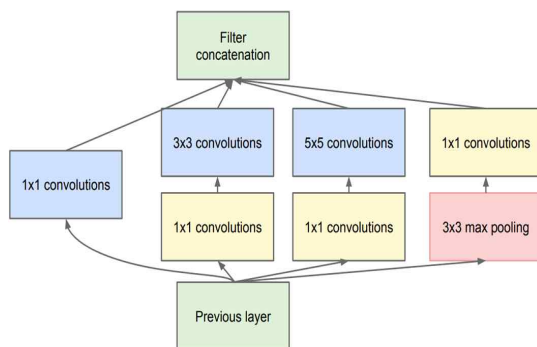 Filter
concatenation
3x3 convolutions
5x5 convolutions
1x1 convolutions
1x1 convolutions
1x1 convolutions
1x1 convolutions
3x3 max pooling
Previous layer